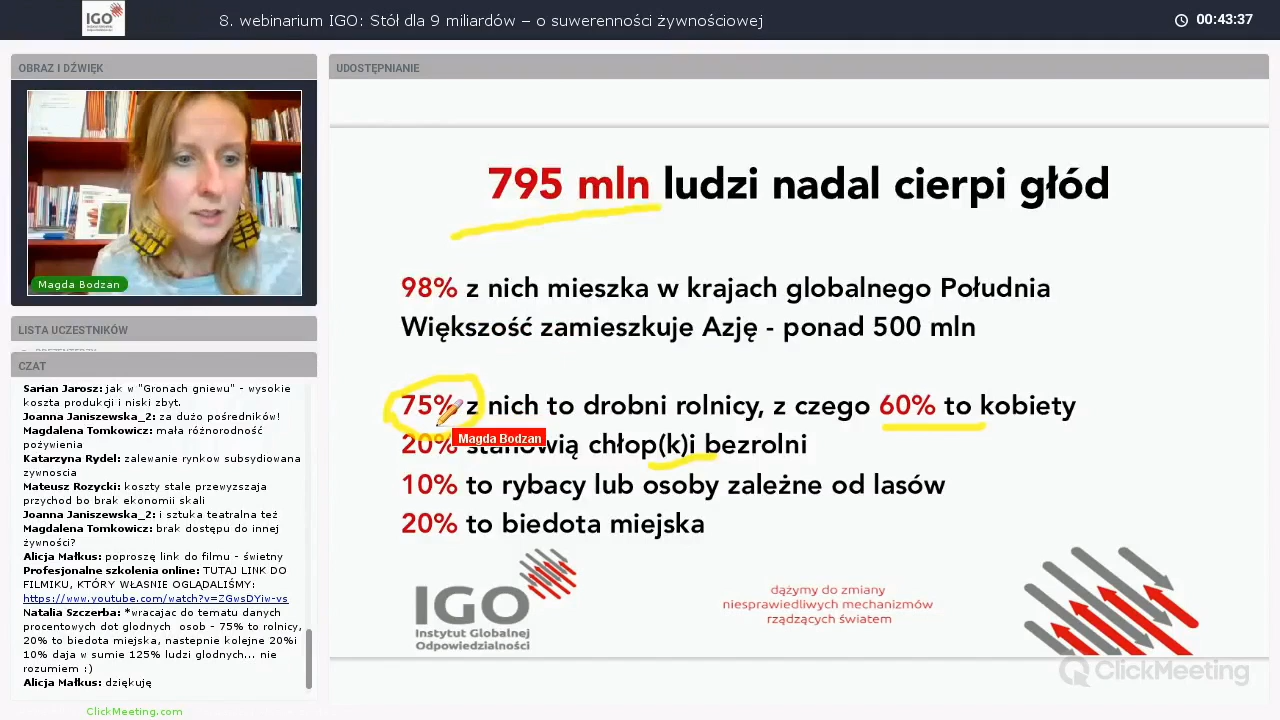 IGO
8. webinarium IGO: Stół dla 9 miliardów – o suwerenności żywnościowej
00:43:37
OBRAZ I DŹWIĘK
Magda Bodzan
LISTA UCZESTNIKÓW
CZAT
Sarian Jarosz: jak w "Gronach gniewu" - wysokie
koszta produkcji i niski zbyt.
Joanna Janiszewska_2: za dużo pośredników!
Magdalena Tomkowicz: mała różnorodność
pożywienia
Katarzyna Rydel: zalewanie rynkow subsydiowana
zywnoscia
Mateusz Rozycki: koszty stale przewyzszaja
przychod bo brak ekonomii skali
Joanna Janiszewska_2: i sztuka teatralna też
Magdalena Tomkowicz: brak dostępu do innej
żywności?
Alicja Małkus: poproszę link do filmu - świetny
Profesjonalne szkolenia online: TUTAJ LINK DO
FILMIKU, KTÓRY WŁASNIE OGLĄDALIŚMY:
https://www.youtube.com/watch?v=ZGwsDYiw-vs
Natalia Szczerba: *wracajac do tematu danych
procentowych dot glodnych osob - 75% to rolnicy,
20% to biedota miejska, nastepnie kolejne 20%i
10% daja w sumie 125% ludzi glodnych... nie
rozumiem :)
Alicja Małkus: dziękuję
ClickMeeting.com
UDOSTĘPNIANIE
795 mln ludzi nadal cierpi głód
98% z nich mieszka w krajach globalnego Południa
Większość zamieszkuje Azję - ponad 500 mln
75% z nich to drobni rolnicy, z czego 60% to kobiety
Magda Bodzan
20% stanowią chłop(k)i bezrolni
10% to rybacy lub osoby zależne od lasów
20% to biedota miejska
IGO
Instytut Globalnej
Odpowiedzialności
dążymy do zmiany
niesprawiedliwych mechanizmów
rządzących światem
ClickMeeting